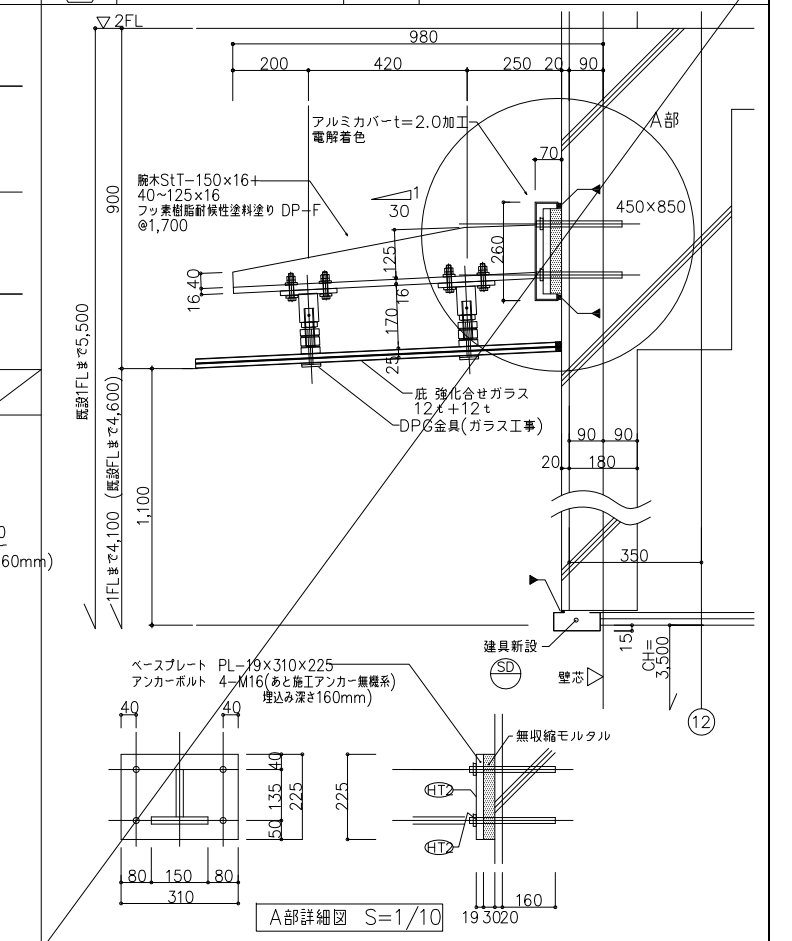 ▽2FL
980
200
420
250
20
90
アルミカバーt=2.0加工
電解着色
A部
70
腕木StT-150×16+
40~125×16
フッ素樹脂耐候性塗料塗り DP-F
@1,700
1
30
450×850
900
125
260
40
16
16
170
25
既設1FLまで5,500
1FLまで4,100 (既設FLまで4,600)
庇 強化合せガラス
12t+12t
DPG金具(ガラス工事)
90
90
20
180
1,100
0
60mm)
350
建具新設
SD
壁芯
15
CH=
3,500
12
ベースプレート PL-19×310×225
アンカーボルト 4-M16(あと施工アンカー無機系)
埋込み深さ160mm)
40
40
無収縮モルタル
40
135
50
225
225
HT2
HT2
80
150
80
310
160
19
30
20
A部詳細図 S=1/10